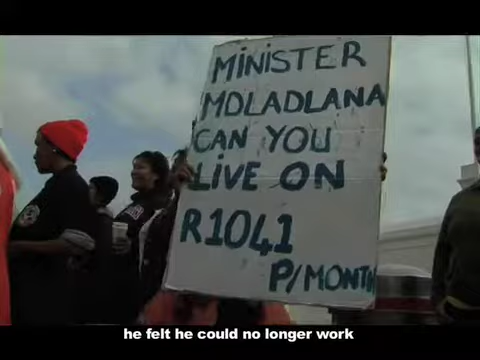 MINISTER
MDLADLANA
CAN YOU
LIVE ON
R1041
P/MONTH
he felt he could no longer work